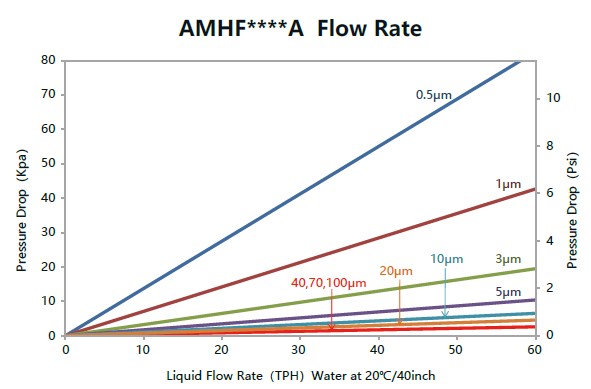 AMHF****A Flow Rate
80
70
60
50
40
30
20
10
0
Pressure Drop (Kpa)
0.5μm
1μm
3μm
5μm
10μm
20μm
40,70,100μm
10
8
6
4
2
0
Pressure Drop (Psi)
0
10
20
30
40
50
60
Liquid Flow Rate (TPH) Water at 20℃/40inch